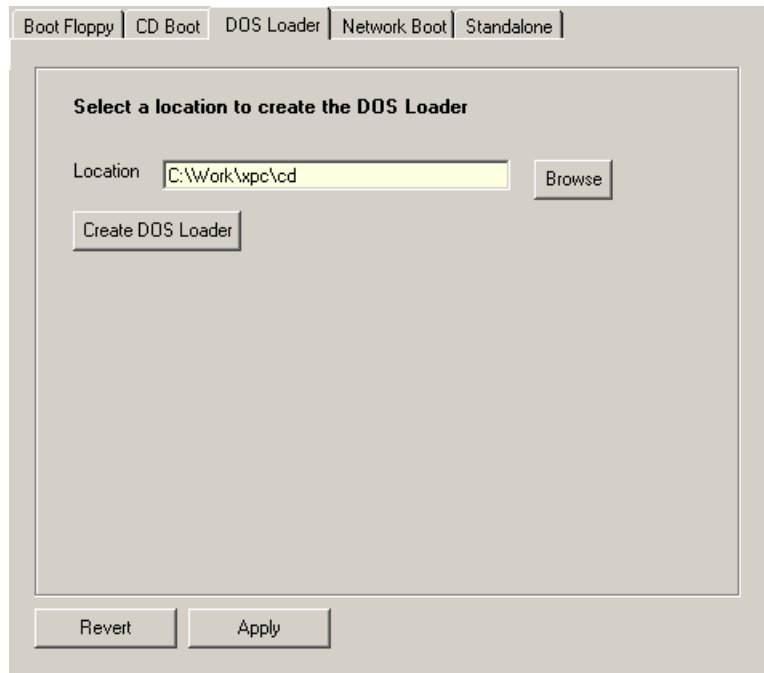 Boot Floppy CD Boot DOS Loader Network Boot Standalone
Select a location to create the DOS Loader
Location C:\Work\xpc\cd Browse
Create DOS Loader
Revert Apply